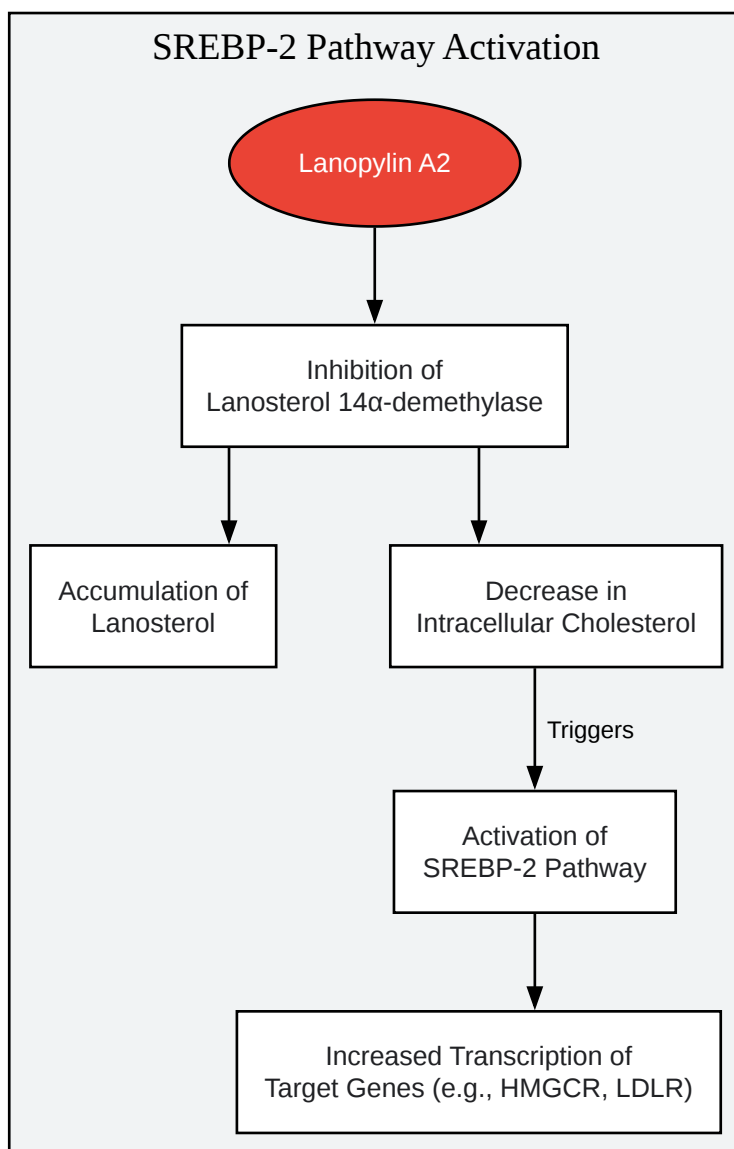 SREBP-2 Pathway Activation
Lanopylin A2
Inhibition of
Lanosterol 14α-demethylase
Accumulation of
Lanosterol
Decrease in
Intracellular Cholesterol
Triggers
Activation of
SREBP-2 Pathway
Increased Transcription of
Target Genes (e.g., HMGCR, LDLR)